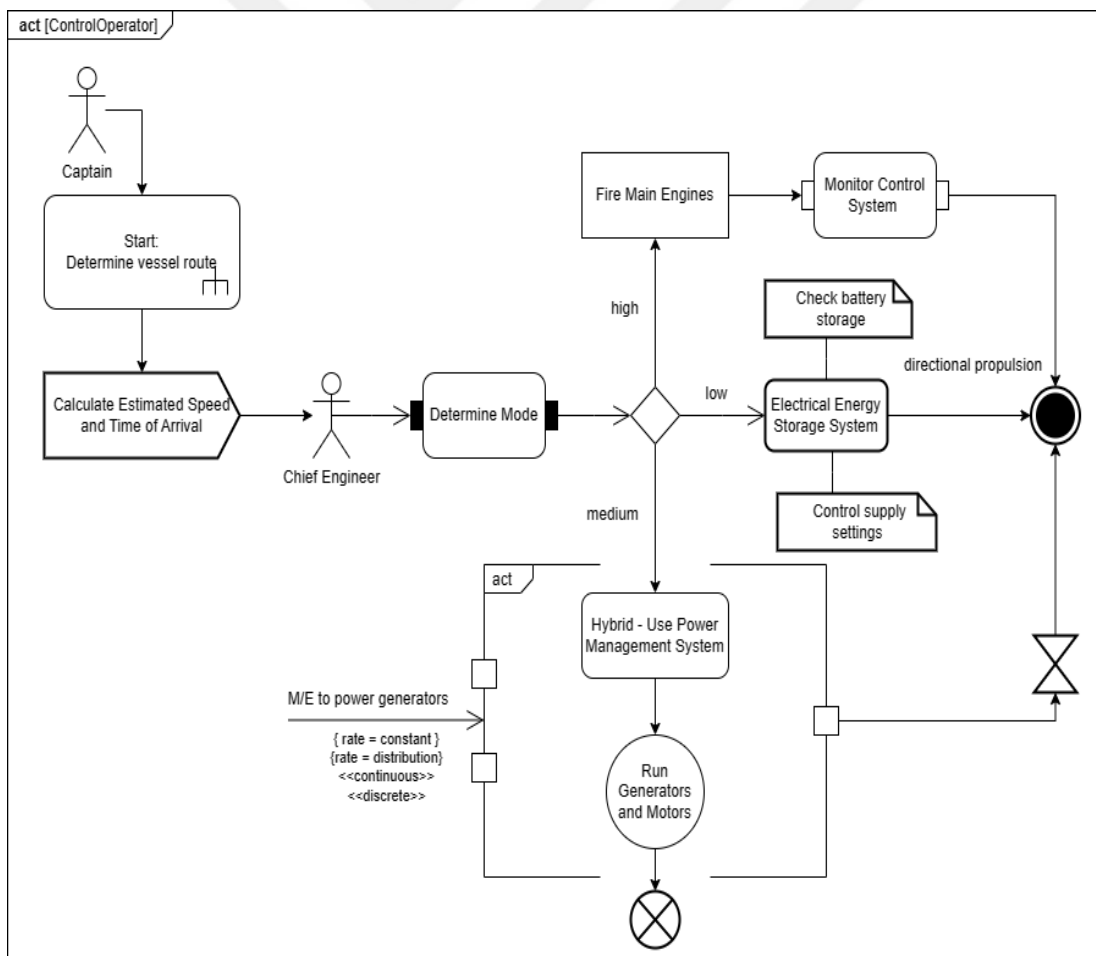 act [ControlOperator]
Captain
Start:
Determine vessel route
Calculate Estimated Speed
and Time of Arrival
Chief Engineer
Determine Mode
high
low
medium
Fire Main Engines
Monitor Control
System
Check battery
storage
directional propulsion
Electrical Energy
Storage System
Control supply
settings
act
Hybrid - Use Power
Management System
M/E to power generators
{ rate = constant }
{rate = distribution}
<<continuous>>
<<discrete>>
Run
Generators
and Motors